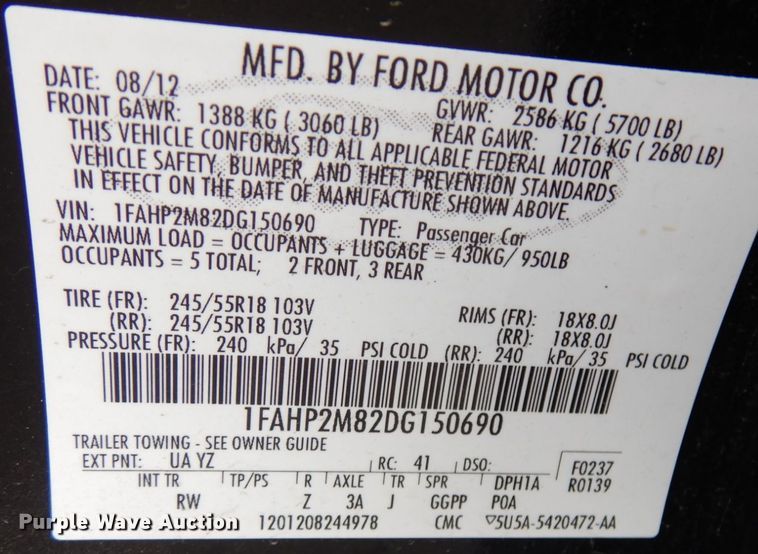 MFD. BY FORD MOTOR CO.
DATE: 08/12 GVWR: 2586 KG ( 5700 LB)
FRONT GAWR: 1388 KG ( 3060 LB) REAR GAWR: 1216 KG ( 2680 LB)
THIS VEHICLE CONFORMS TO ALL APPLICABLE FEDERAL MOTOR
VEHICLE SAFETY, BUMPER, AND THEFT PREVENTION STANDARDS
IN EFFECT ON THE DATE OF MANUFACTURE SHOWN ABOVE.
VIN: 1FAHP2M82DG150690 TYPE: Passenger Car
MAXIMUM LOAD = OCCUPANTS + LUGGAGE = 430KG/ 950LB
OCCUPANTS = 5 TOTAL; 2 FRONT, 3 REAR
TIRE (FR): 245/55R18 103V RIMS (FR): 18X8.0J
(RR): 245/55R18 103V (RR): 18X8.0J
PRESSURE (FR): 240 kPa/ 35 PSI COLD (RR): 240 kPa/ 35 PSI COLD
1FAHP2M82DG150690
TRAILER TOWING - SEE OWNER GUIDE
EXT PNT: UA YZ RC: 41 DSO: F0237
INT TR TP/PS R AXLE TR SPR DPH1A R0139
RW Z 3A J GGPP P0A
1201208244978 CMC ▽5U5A-5420472-AA
Purple Wave Auction